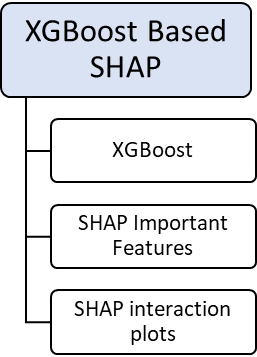 XGBoost Based
SHAP
XGBoost
SHAP Important
Features
SHAP interaction
plots